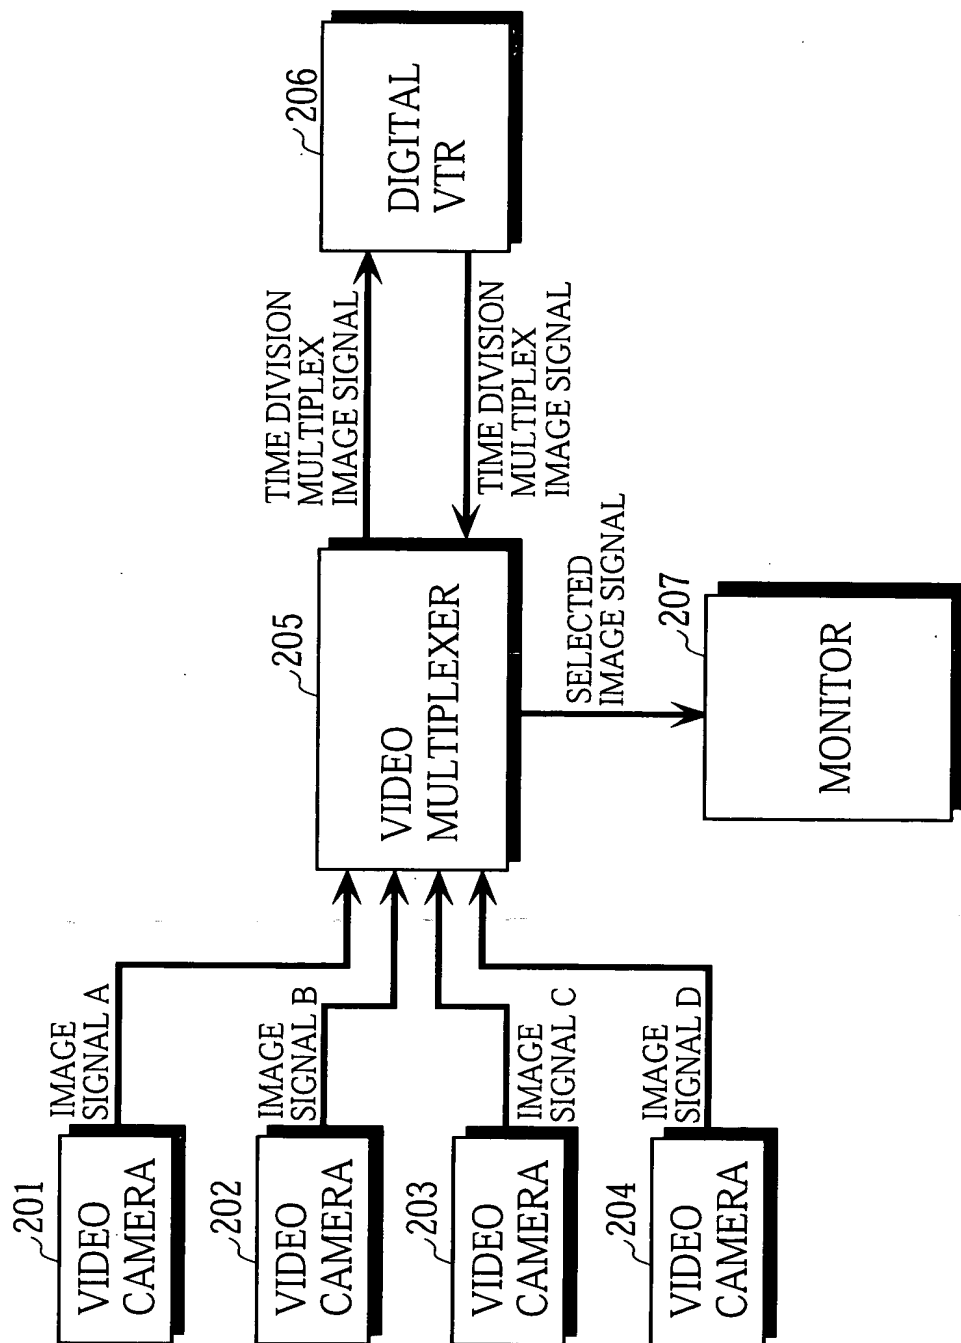 201
VIDEO
CAMERA
IMAGE
SIGNAL A
202
VIDEO
CAMERA
IMAGE
SIGNAL B
203
VIDEO
CAMERA
IMAGE
SIGNAL C
204
VIDEO
CAMERA
IMAGE
SIGNAL D
205
VIDEO
MULTIPLEXER
TIME DIVISION
MULTIPLEX
IMAGE SIGNAL
TIME DIVISION
MULTIPLEX
IMAGE SIGNAL
206
DIGITAL
VTR
SELECTED
IMAGE SIGNAL
207
MONITOR